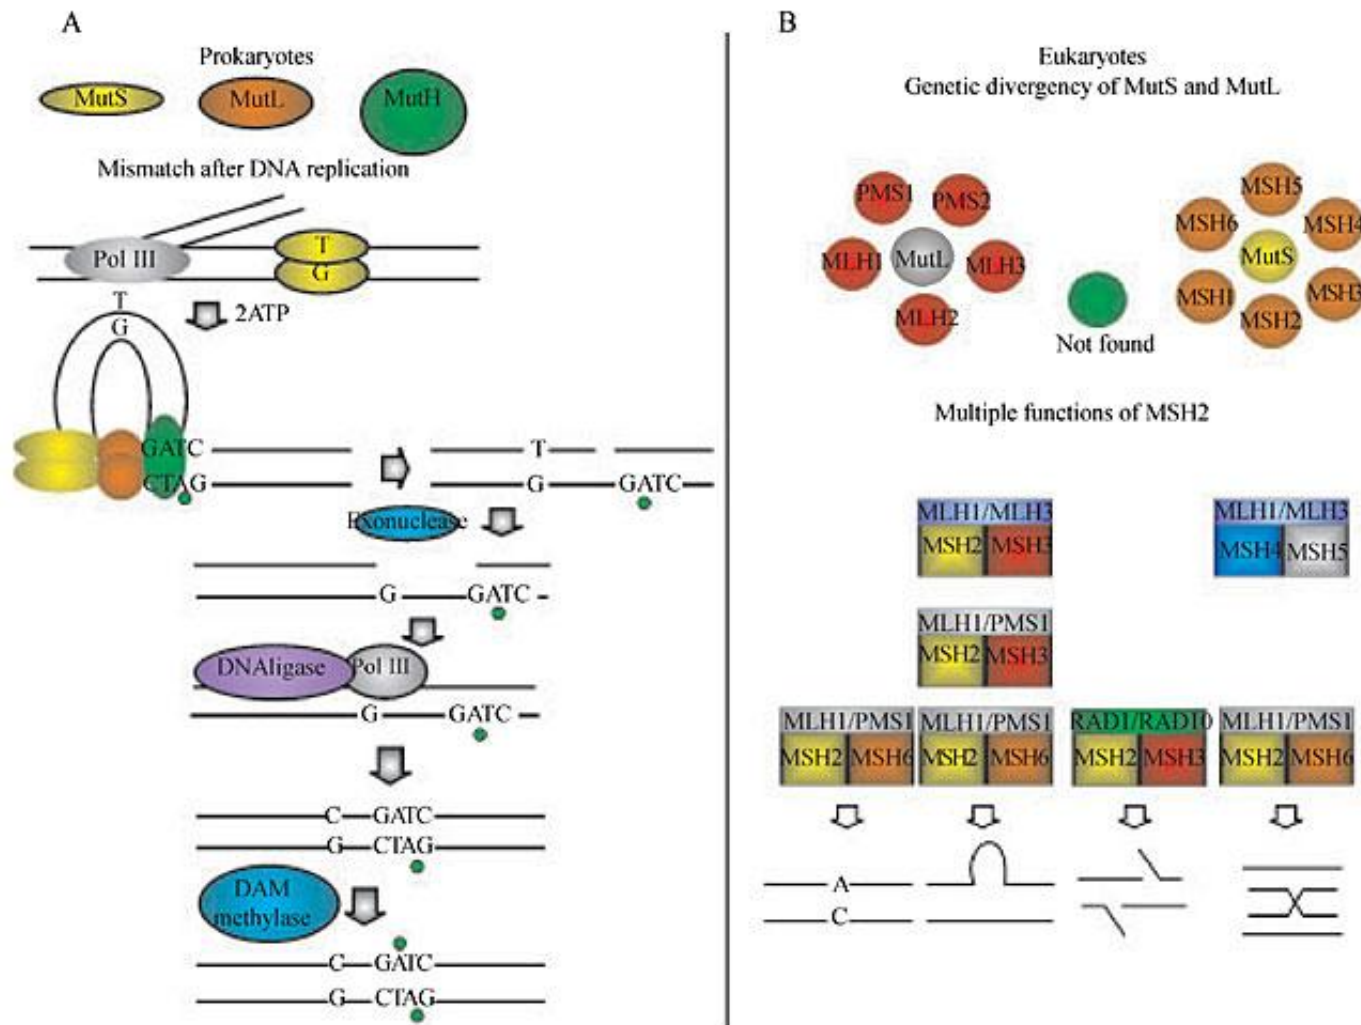 A
Prokaryotes
MutS
MutL
MutH
Mismatch after DNA replication
Pol III
T
G
T
G
2ATP
GATC
CTAG
T
G
GATC
Exonuclease
G
GATC
DNAligase
Pol III
G
GATC
C
GATC
G
CTAG
DAM
methylase
C
GATC
G
CTAG
B
Eukaryotes
Genetic divergency of MutS and MutL
PMS1
PMS2
MLH1
MutL
MLH3
MLH2
Not found
MSH5
MSH6
MSH4
MutS
MSH1
MSH3
MSH2
Multiple functions of MSH2
MLH1/MLH3
MSH2
MSH3
MLH1/MLH3
MSH4
MSH5
MLH1/PMS1
MSH2
MSH3
MLH1/PMS1
MSH2
MSH6
MLH1/PMS1
MSH2
MSH6
RAD1/RAD10
MSH2
MSH3
MLH1/PMS1
MSH2
MSH6
A
C